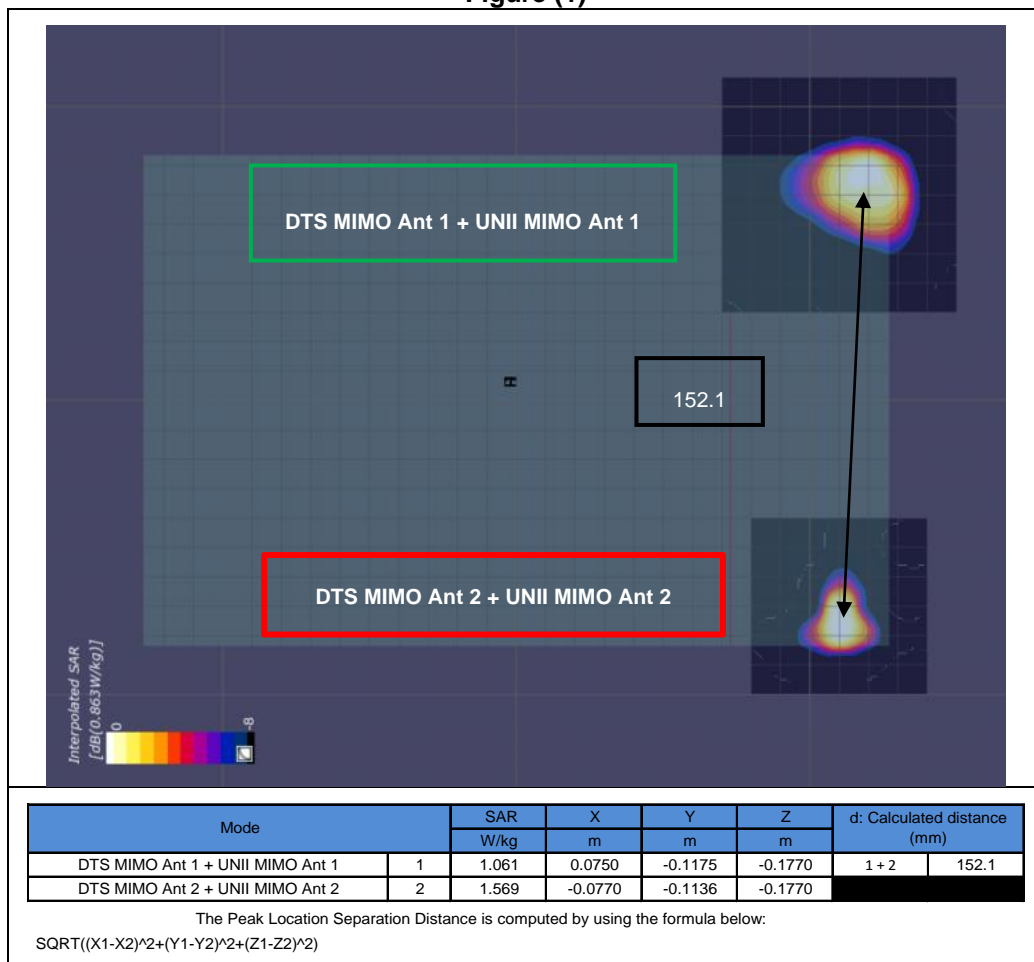 Figure (1)
DTS MIMO Ant 1 + UNII MIMO Ant 1
152.1
DTS MIMO Ant 2 + UNII MIMO Ant 2
Interpolated SAR
[dB(0.863W/kg)]
0
-8
Mode SAR X Y Z d: Calculated distance
W/kg m m m (mm)
DTS MIMO Ant 1 + UNII MIMO Ant 1 1 1.061 0.0750 -0.1175 -0.1770 1 + 2 152.1
DTS MIMO Ant 2 + UNII MIMO Ant 2 2 1.569 -0.0770 -0.1136 -0.1770
The Peak Location Separation Distance is computed by using the formula below:
SQRT((X1-X2)^2+(Y1-Y2)^2+(Z1-Z2)^2)